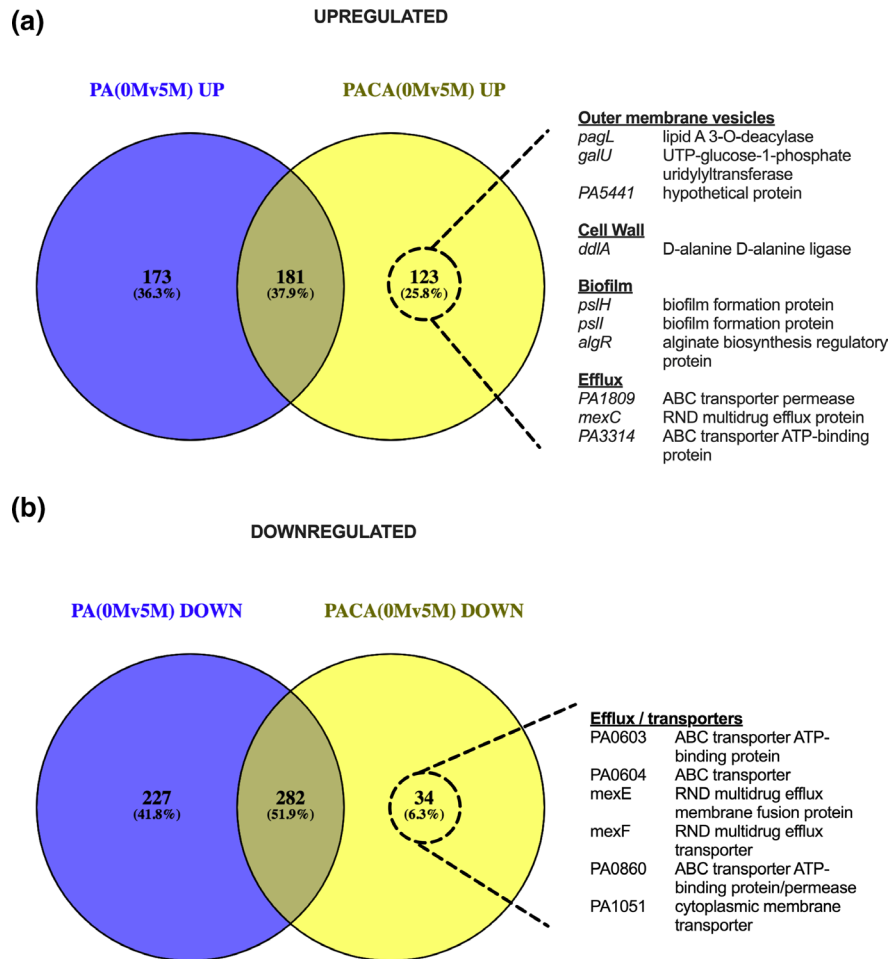 (a)
UPREGULATED
PA(0Mv5M) UP
PACA(0Mv5M) UP
173
(36.3%)
181
(37.9%)
123
(25.8%)
Outer membrane vesicles
pagL lipid A 3-O-deacylase
galU UTP-glucose-1-phosphate
uridylyltransferase
PA5441 hypothetical protein
Cell Wall
ddlA D-alanine D-alanine ligase
Biofilm
pslH biofilm formation protein
pslI biofilm formation protein
algR alginate biosynthesis regulatory
protein
Efflux
PA1809 ABC transporter permease
mexC RND multidrug efflux protein
PA3314 ABC transporter ATP-binding
protein
(b)
DOWNREGULATED
PA(0Mv5M) DOWN
PACA(0Mv5M) DOWN
227
(41.8%)
282
(51.9%)
34
(6.3%)
Efflux / transporters
PA0603 ABC transporter ATP-
binding protein
PA0604 ABC transporter
mexE RND multidrug efflux
membrane fusion protein
mexF RND multidrug efflux
transporter
PA0860 ABC transporter ATP-
binding protein/permease
PA1051 cytoplasmic membrane
transporter